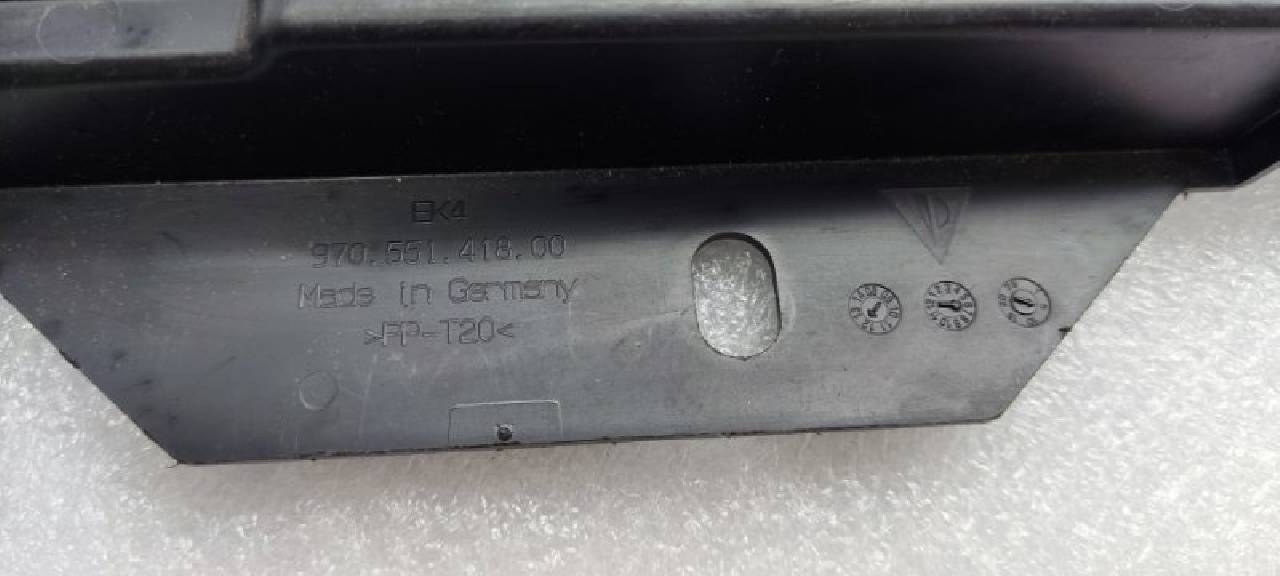 EK4
970.551.418.00
Made in Germany
>PP-T20<